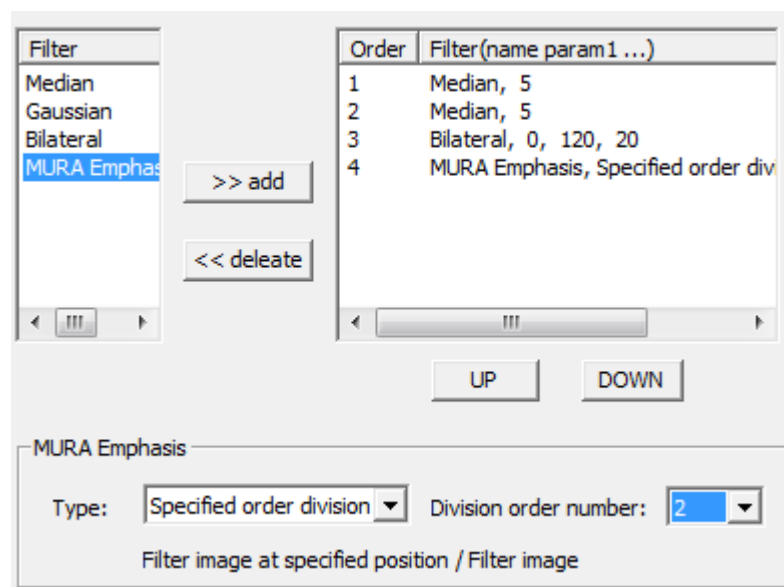 Filter
Median
Gaussian
Bilateral
MURA Emphas
>> add
<< deleate
Order Filter(name param1 ...)
1 Median, 5
2 Median, 5
3 Bilateral, 0, 120, 20
4 MURA Emphasis, Specified order div
UP DOWN
MURA Emphasis
Type: Specified order division Division order number: 2
Filter image at specified position / Filter image